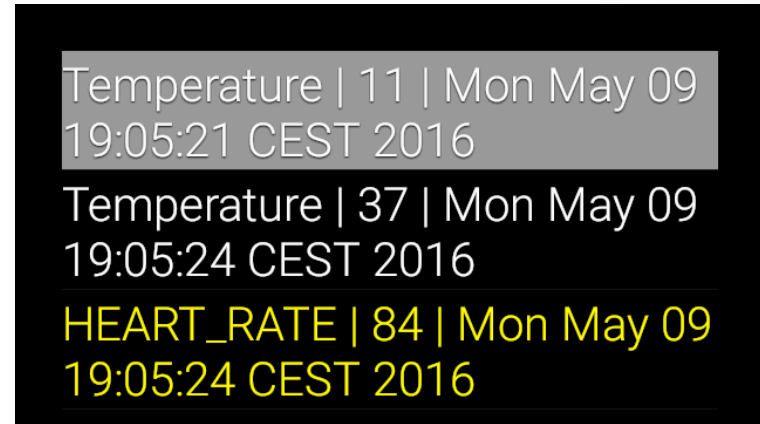 Temperature | 11 | Mon May 09
19:05:21 CEST 2016
Temperature | 37 | Mon May 09
19:05:24 CEST 2016
HEART_RATE | 84 | Mon May 09
19:05:24 CEST 2016